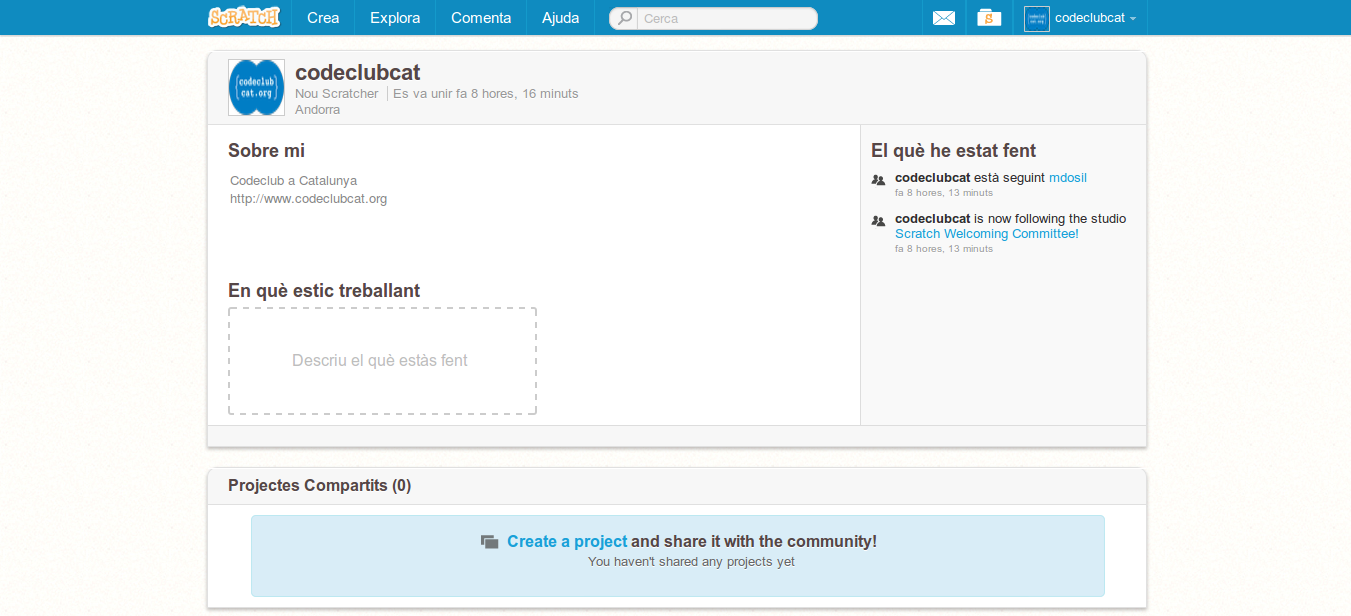 SCRATCH Crea Explora Comenta Ajuda Cerca codeclubcat
{codeclub
cat.org}
codeclubcat
Nou Scratcher Es va unir fa 8 hores, 16 minuts
Andorra
Sobre mi
Codeclub a Catalunya
http://www.codeclubcat.org
En què estic treballant
Descriu el què estàs fent
El què he estat fent
codeclubcat està seguint mdosil
fa 8 hores, 13 minuts
codeclubcat is now following the studio
Scratch Welcoming Committee!
fa 8 hores, 13 minuts
Projectes Compartits (0)
Create a project and share it with the community!
You haven't shared any projects yet